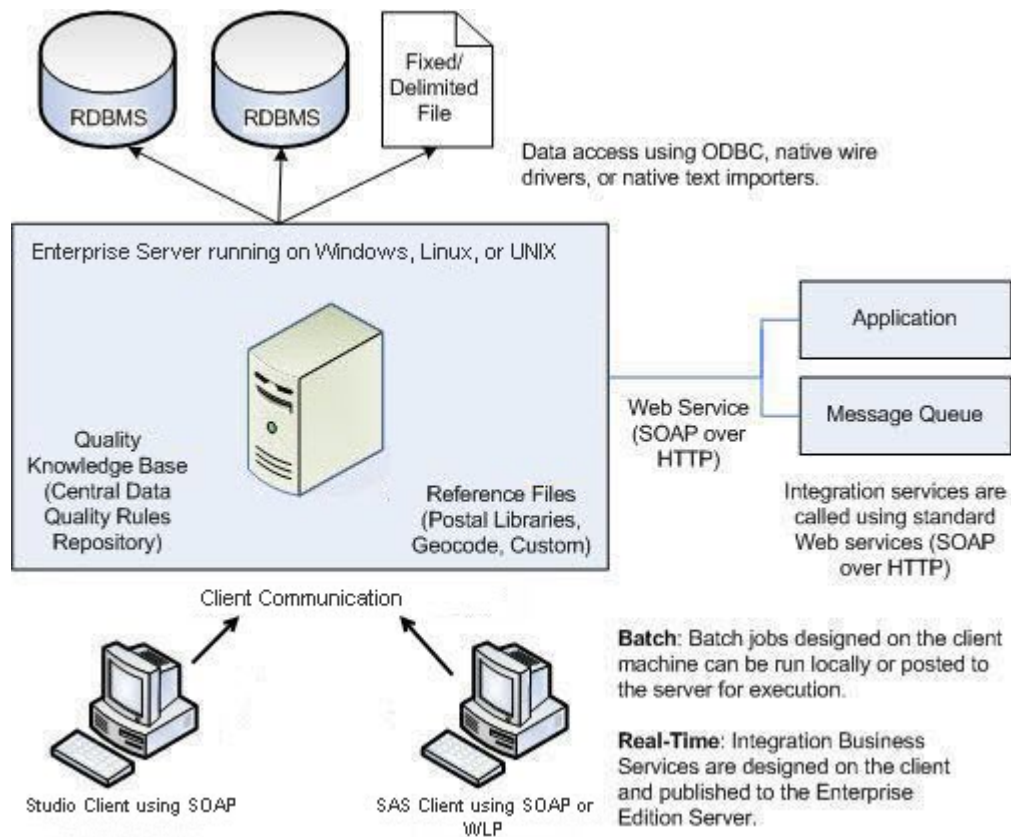 RDBMS
RDBMS
Fixed/
Delimited
File
Data access using ODBC, native wire
drivers, or native text importers.
Enterprise Server running on Windows, Linux, or UNIX
Quality
Knowledge Base
(Central Data
Quality Rules
Repository)
Reference Files
(Postal Libraries,
Geocode, Custom)
Web Service
(SOAP over
HTTP)
Application
Message Queue
Integration services are
called using standard
Web services (SOAP
over HTTP)
Client Communication
Studio Client using SOAP
SAS Client using SOAP or
WLP
Batch: Batch jobs designed on the client
machine can be run locally or posted to
the server for execution.
Real-Time: Integration Business
Services are designed on the client
and published to the Enterprise
Edition Server.